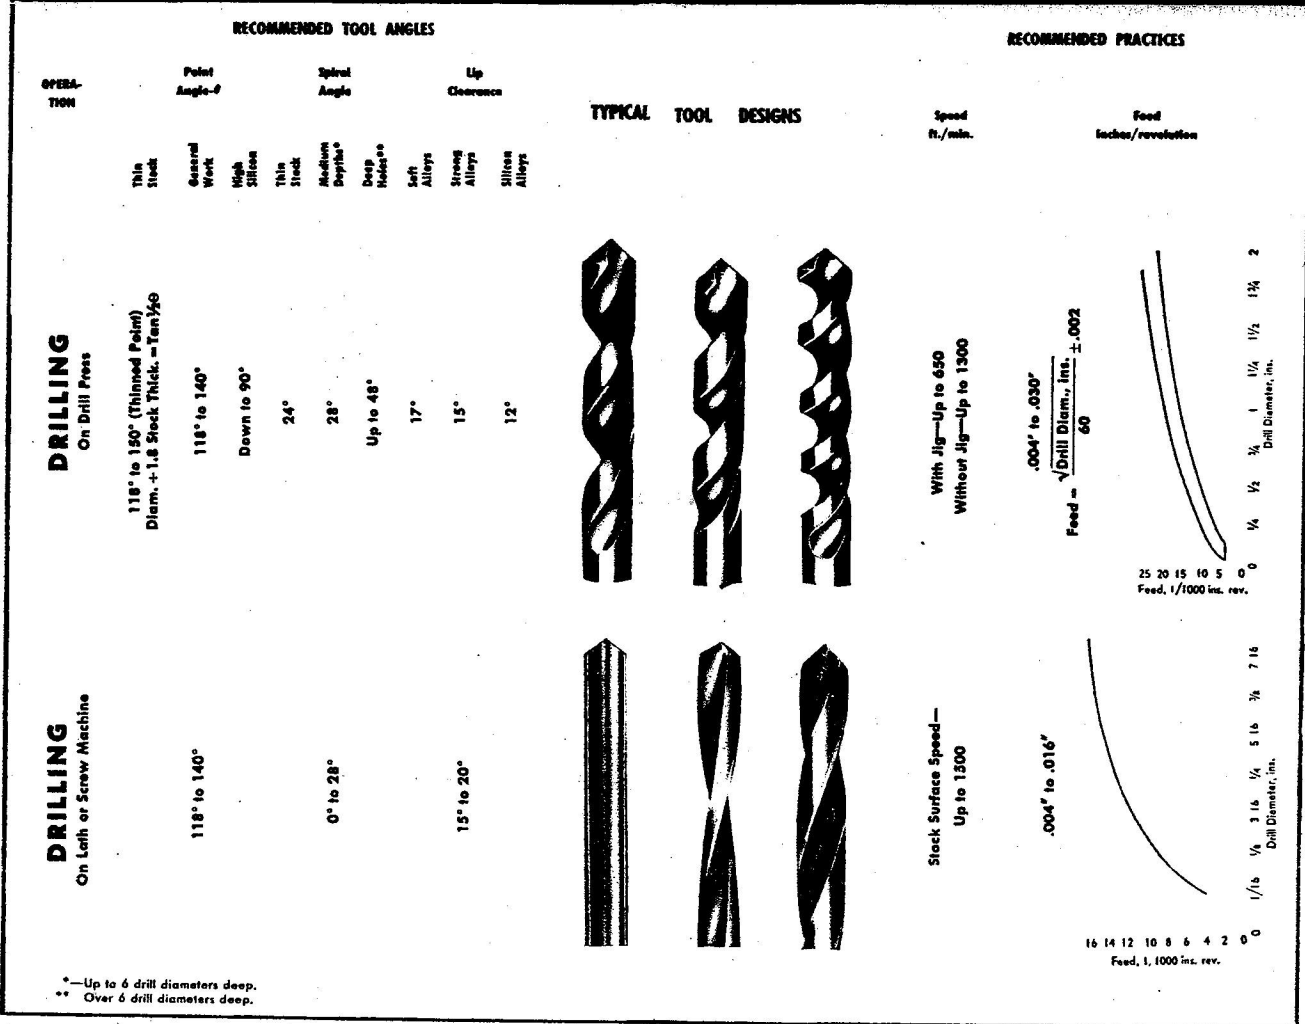 RECOMMENDED TOOL ANGLES
RECOMMENDED PRACTICES
OPERA-
TION
Point
Angle-θ
Spiral
Angle
Lip
Clearance
TYPICAL TOOL DESIGNS
Speed
ft./min.
Feed
inches/revolution
Thin
Stock
General
Work
High
Silicon
Thin
Stock
Medium
Depths*
Deep
Holes**
Soft
Alloys
Strong
Alloys
Silicon
Alloys
DRILLING
On Drill Press
118° to 150° (Thinned Point)
Diam. ÷ 1.8 Stock Thick. = Tan ½θ
118° to 140°
Down to 90°
24°
28°
Up to 48°
17°
15°
12°
With Jig—Up to 650
Without Jig—Up to 1300
.004" to .030"
Feed = √Drill Diam., ins. ±.002
60
0 ¼ ½ ¾ 1 1¼ 1½ 1¾ 2
Drill Diameter, ins.
25 20 15 10 5 0
Feed, 1/1000 ins. rev.
DRILLING
On Lath or Screw Machine
118° to 140°
0° to 28°
15° to 20°
Stock Surface Speed—
Up to 1300
.004" to .016"
0 1/16 ⅛ 3 16 ¼ 5 16 ⅜ 7 16
Drill Diameter, ins.
16 14 12 10 8 6 4 2 0
Feed, 1, 1000 ins. rev.
*—Up to 6 drill diameters deep.
** Over 6 drill diameters deep.